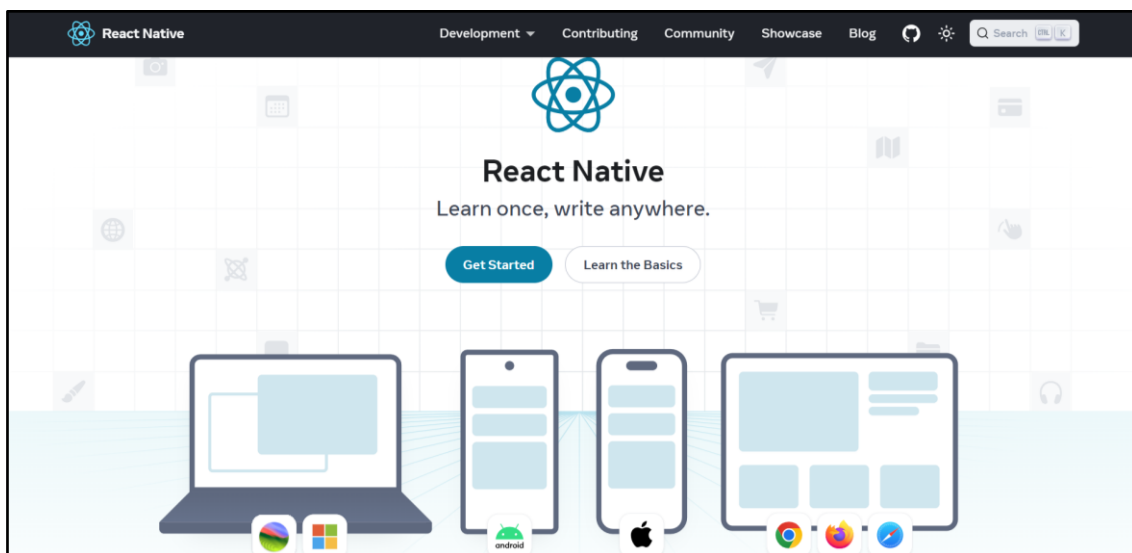 React Native Development Contributing Community Showcase Blog Search CTRL K
React Native
Learn once, write anywhere.
Get Started Learn the Basics
android